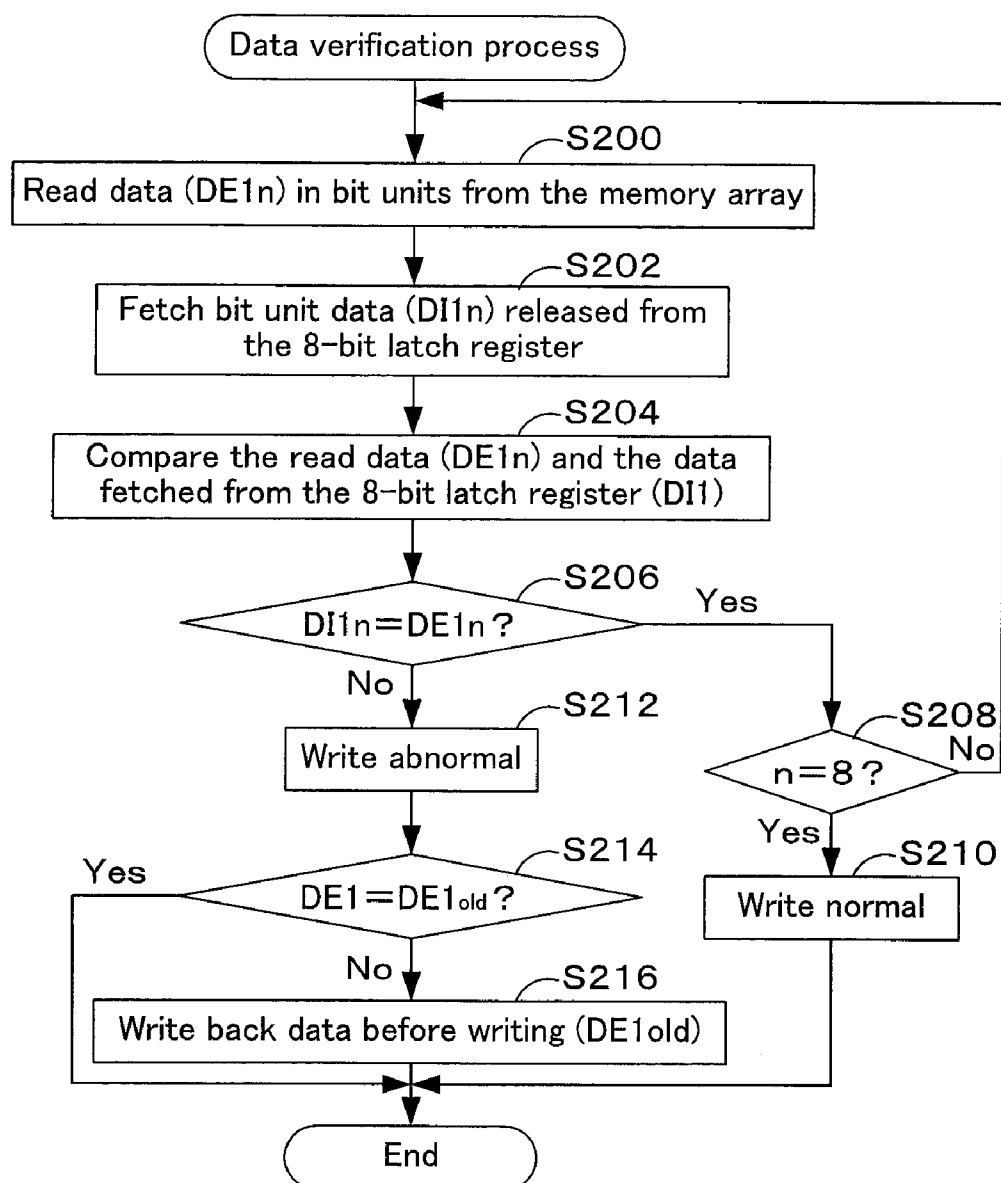 Data verification process
S200
Read data (DE1n) in bit units from the memory array
S202
Fetch bit unit data (DI1n) released from
the 8-bit latch register
S204
Compare the read data (DE1n) and the data
fetched from the 8-bit latch register (DI1)
S206
DI1n=DE1n?
Yes
No
S212
Write abnormal
S208
n=8?
No
Yes
S210
Write normal
S214
DE1=DE1old?
Yes
No
S216
Write back data before writing (DE1old)
End